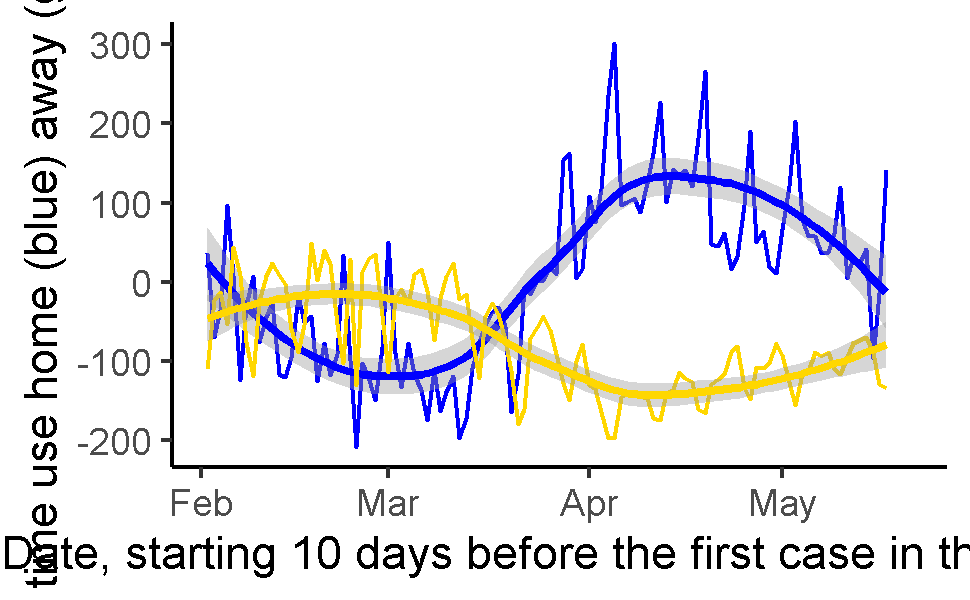 time use home (blue) away (
300
200
100
0
-100
-200
Feb Mar Apr May
Date, starting 10 days before the first case in th